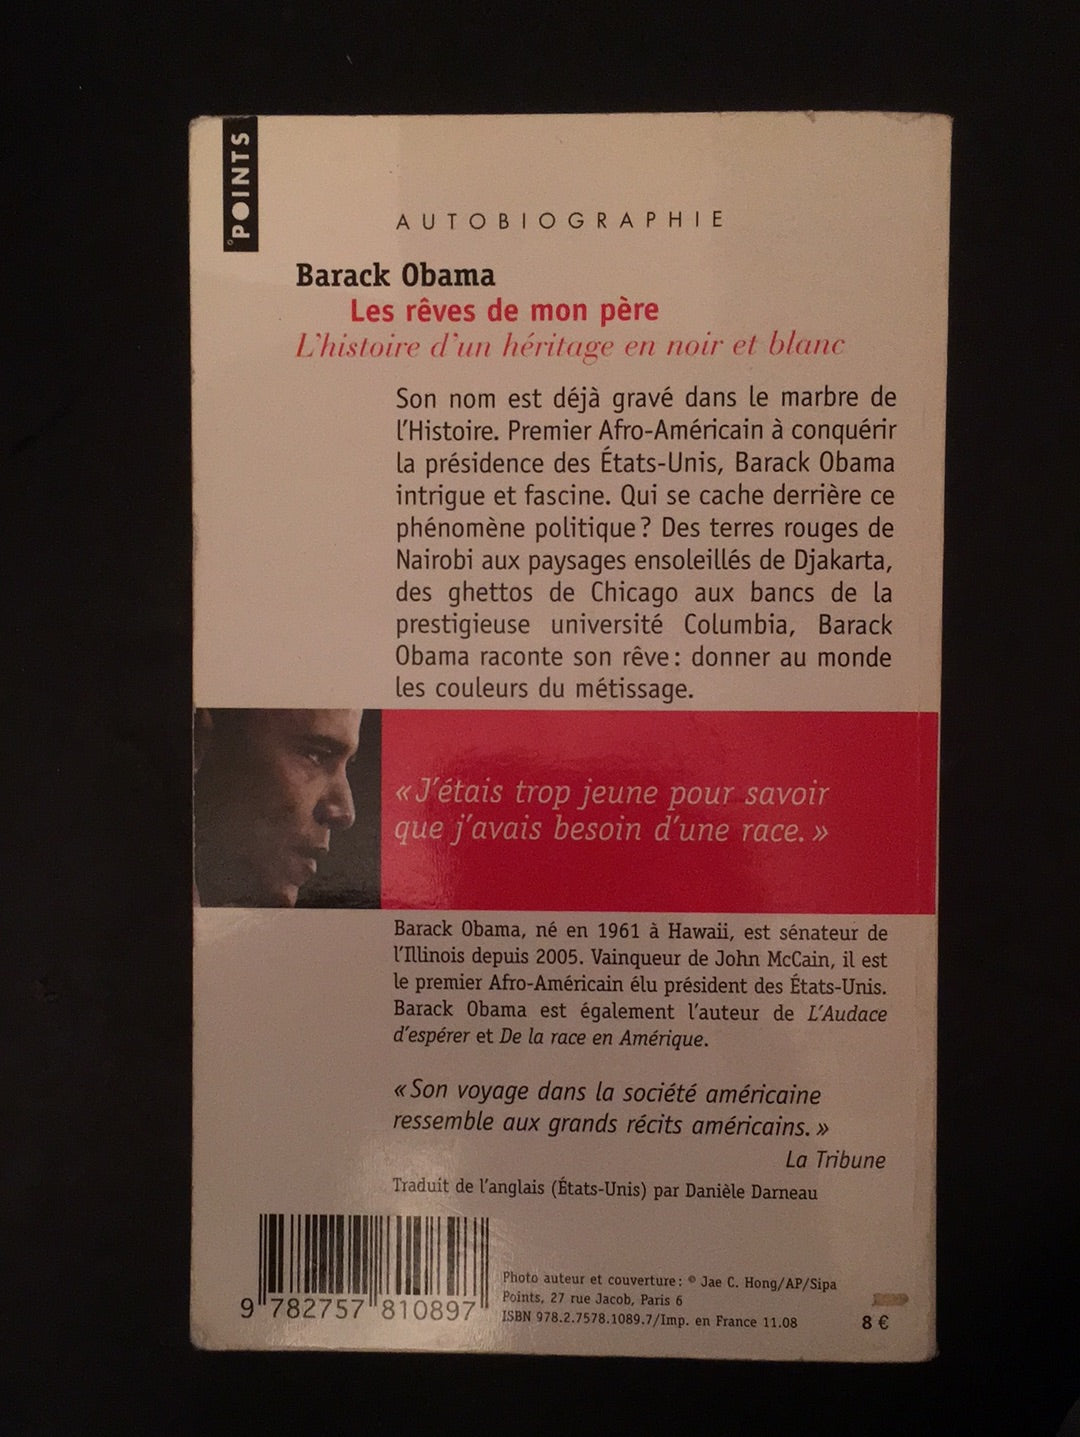 POINTS
AUTOBIOGRAPHIE
Barack Obama
Les rêves de mon père
L'histoire d'un héritage en noir et blanc
Son nom est déjà gravé dans le marbre de
l'Histoire. Premier Afro-Américain à conquérir
la présidence des États-Unis, Barack Obama
intrigue et fascine. Qui se cache derrière ce
phénomène politique ? Des terres rouges de
Nairobi aux paysages ensoleillés de Djakarta,
des ghettos de Chicago aux bancs de la
prestigieuse université Columbia, Barack
Obama raconte son rêve : donner au monde
les couleurs du métissage.
« J'étais trop jeune pour savoir
que j'avais besoin d'une race. »
Barack Obama, né en 1961 à Hawaii, est sénateur de
l'Illinois depuis 2005. Vainqueur de John McCain, il est
le premier Afro-Américain élu président des États-Unis.
Barack Obama est également l'auteur de L'Audace
d'espérer et De la race en Amérique.
« Son voyage dans la société américaine
ressemble aux grands récits américains. »
La Tribune
Traduit de l'anglais (États-Unis) par Danièle Darneau
Photo auteur et couverture : © Jae C. Hong/AP/Sipa
Points, 27 rue Jacob, Paris 6
ISBN 978.2.7578.1089.7/Imp. en France 11.08
8 €
9 782757 810897